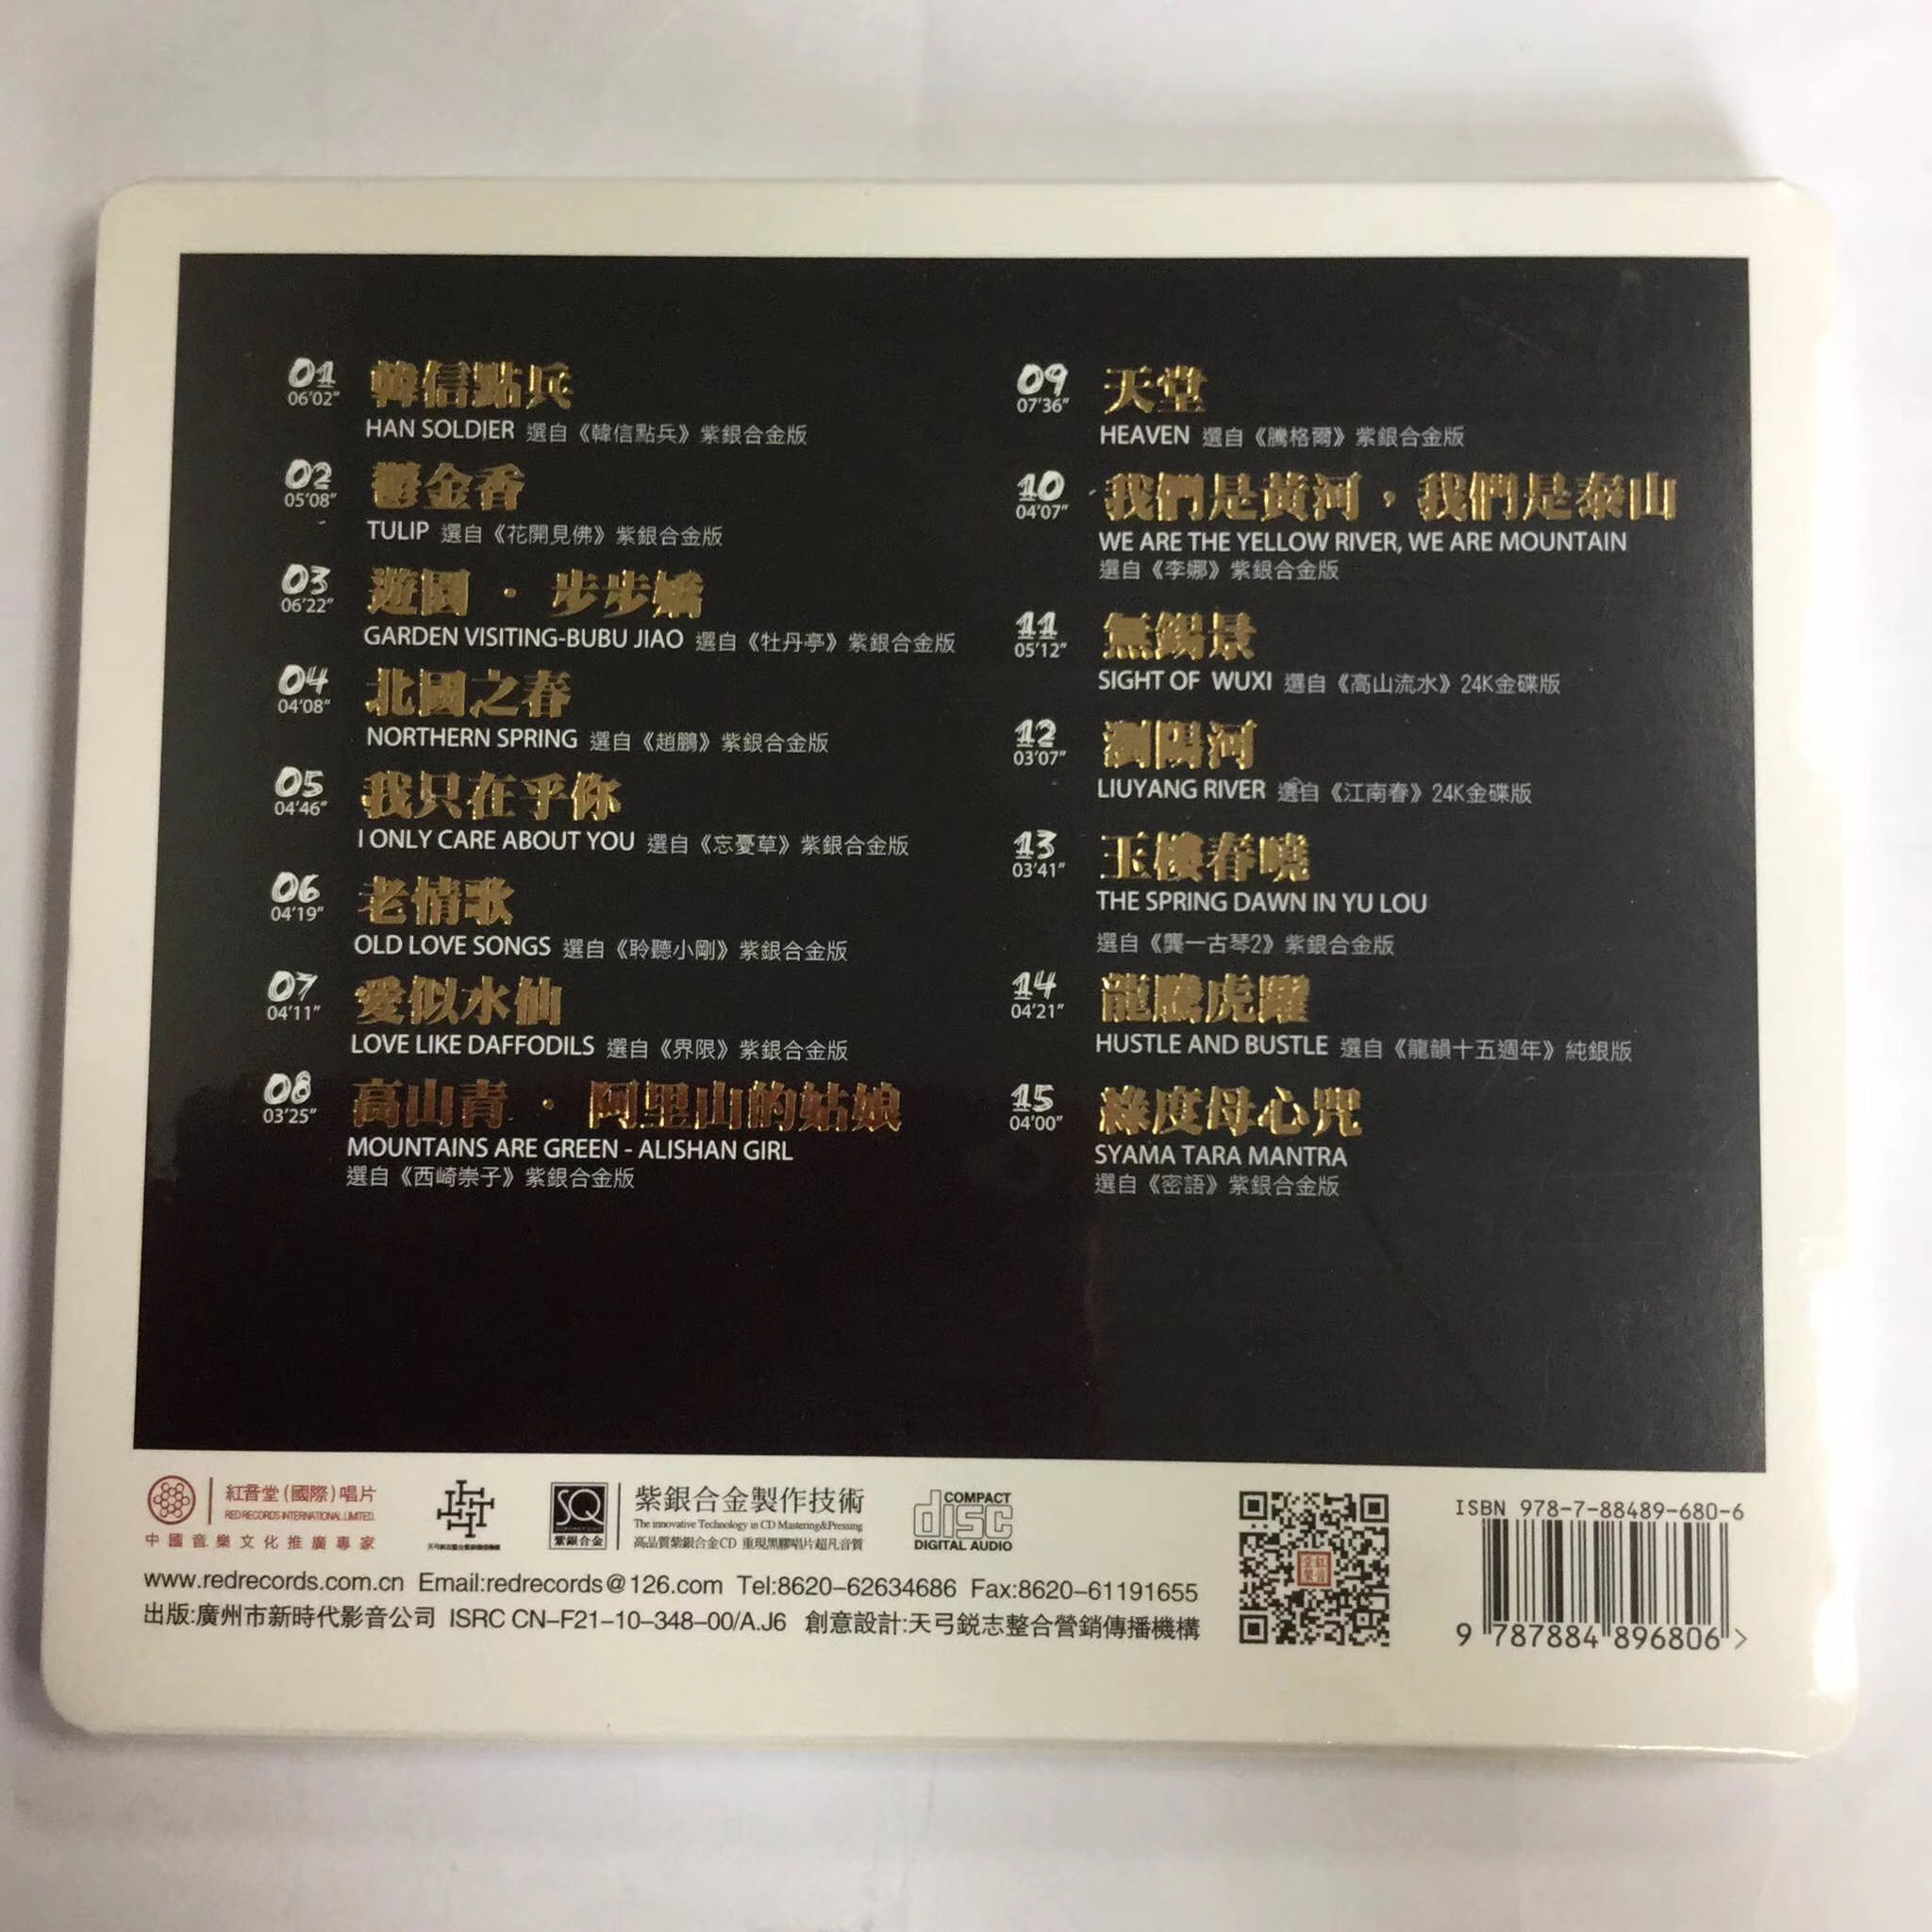 01 韓信點兵
06'02"
HAN SOLDIER 選自《韓信點兵》紫銀合金版
02 鬱金香
05'08"
TULIP 選自《花開見佛》紫銀合金版
03 遊園 · 步步嬌
06'22"
GARDEN VISITING-BUBU JIAO 選自《牡丹亭》紫銀合金版
04 北國之春
04'08"
NORTHERN SPRING 選自《趙鵬》紫銀合金版
05 我只在乎你
04'46"
I ONLY CARE ABOUT YOU 選自《忘憂草》紫銀合金版
06 老情歌
04'19"
OLD LOVE SONGS 選自《聆聽小剛》紫銀合金版
07 愛似水仙
04'11"
LOVE LIKE DAFFODILS 選自《界限》紫銀合金版
08 高山青 · 阿里山的姑娘
03'25"
MOUNTAINS ARE GREEN - ALISHAN GIRL
選自《西崎崇子》紫銀合金版
09 天堂
07'36"
HEAVEN 選自《騰格爾》紫銀合金版
10 我們是黃河，我們是泰山
04'07"
WE ARE THE YELLOW RIVER, WE ARE MOUNTAIN
選自《李娜》紫銀合金版
11 無錫景
05'12"
SIGHT OF WUXI 選自《高山流水》24K金碟版
12 瀏陽河
03'07"
LIUYANG RIVER 選自《江南春》24K金碟版
13 玉樓春曉
03'41"
THE SPRING DAWN IN YU LOU
選自《龔一古琴2》紫銀合金版
14 龍騰虎躍
04'21"
HUSTLE AND BUSTLE 選自《龍韻十五週年》純銀版
15 綠度母心咒
04'00"
SYAMA TARA MANTRA
選自《密語》紫銀合金版
紅音堂(國際)唱片
RED RECORDS INTERNATIONAL LIMITED.
中國音樂文化推廣專家
SQ
紫銀合金
紫銀合金製作技術
The innovative Technology in CD Mastering&Pressing
高品質紫銀合金CD 重現黑膠唱片超凡音質
COMPACT
disc
DIGITAL AUDIO
www.redrecords.com.cn Email:redrecords@126.com Tel:8620-62634686 Fax:8620-61191655
出版:廣州市新時代影音公司 ISRC CN-F21-10-348-00/A.J6 創意設計:天弓銳志整合營銷傳播機構
ISBN 978-7-88489-680-6
9 787884 896806 >